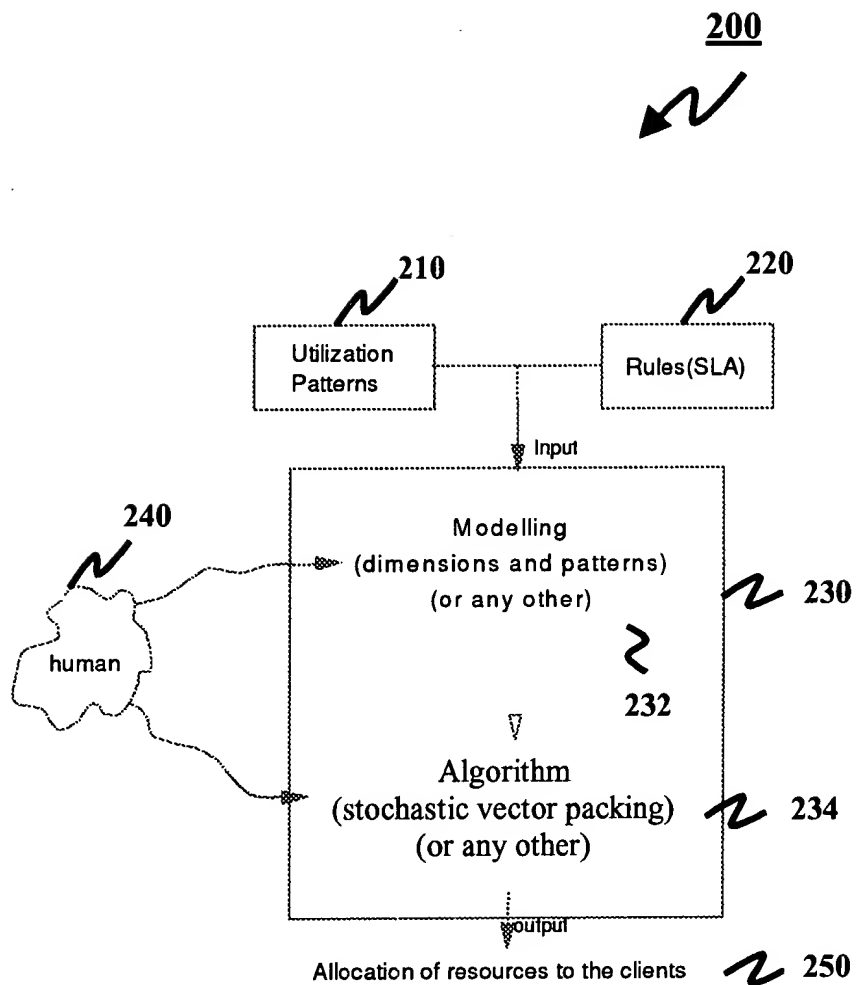 200
210
220
Utilization
Patterns
Rules(SLA)
Input
240
Modelling
(dimensions and patterns)
(or any other)
230
human
232
Algorithm
(stochastic vector packing)
(or any other)
234
output
Allocation of resources to the clients
250